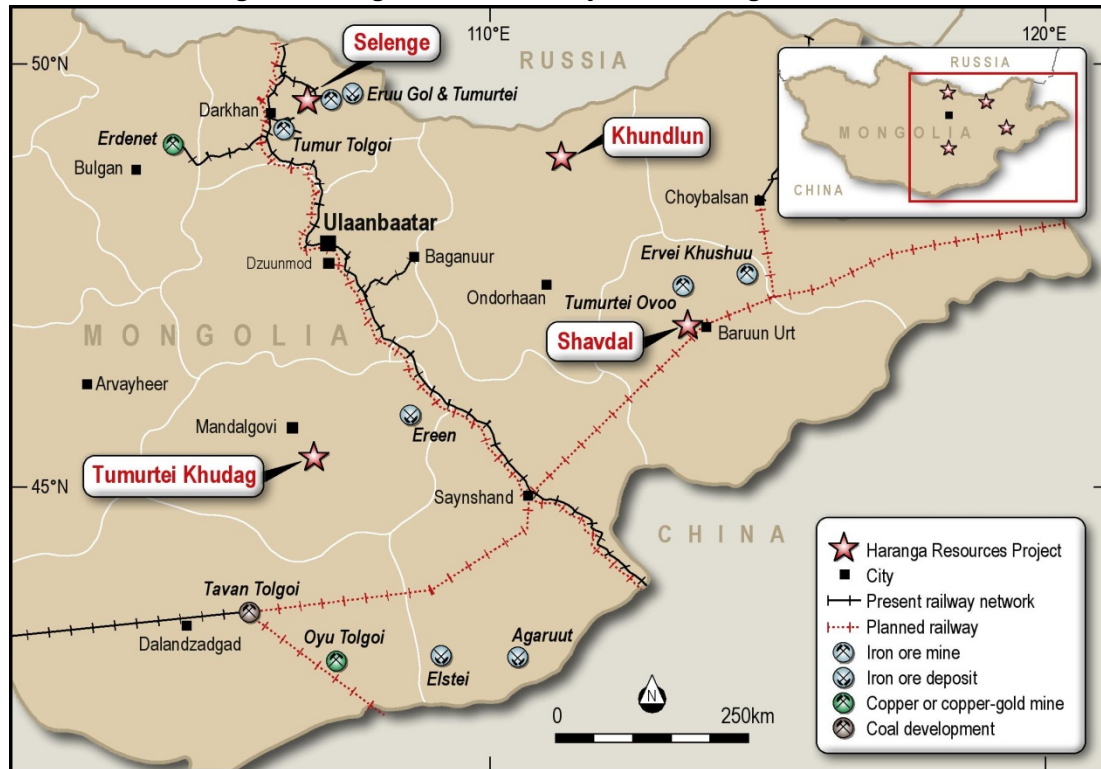 110°E
120°E
50°N
45°N
RUSSIA
Selenge
Darkhan
Eruu Gol & Tumurtei
Tumur Tolgoi
Erdenet
Bulgan
Khundlun
Choybalsan
Ulaanbaatar
Dzuunmod
Baganuur
Ondorhaan
Ervei Khushuu
Tumurtei Ovoo
Shavdal
Baruun Urt
MONGOLIA
Arvayheer
Mandalgovi
Ereen
Tumurtei Khudag
Saynshand
CHINA
Tavan Tolgoi
Dalandzadgad
Oyu Tolgoi
Elstei
Agaruut
N
0 250km
RUSSIA
MONGOLIA
CHINA
Haranga Resources Project
City
Present railway network
Planned railway
Iron ore mine
Iron ore deposit
Copper or copper-gold mine
Coal development